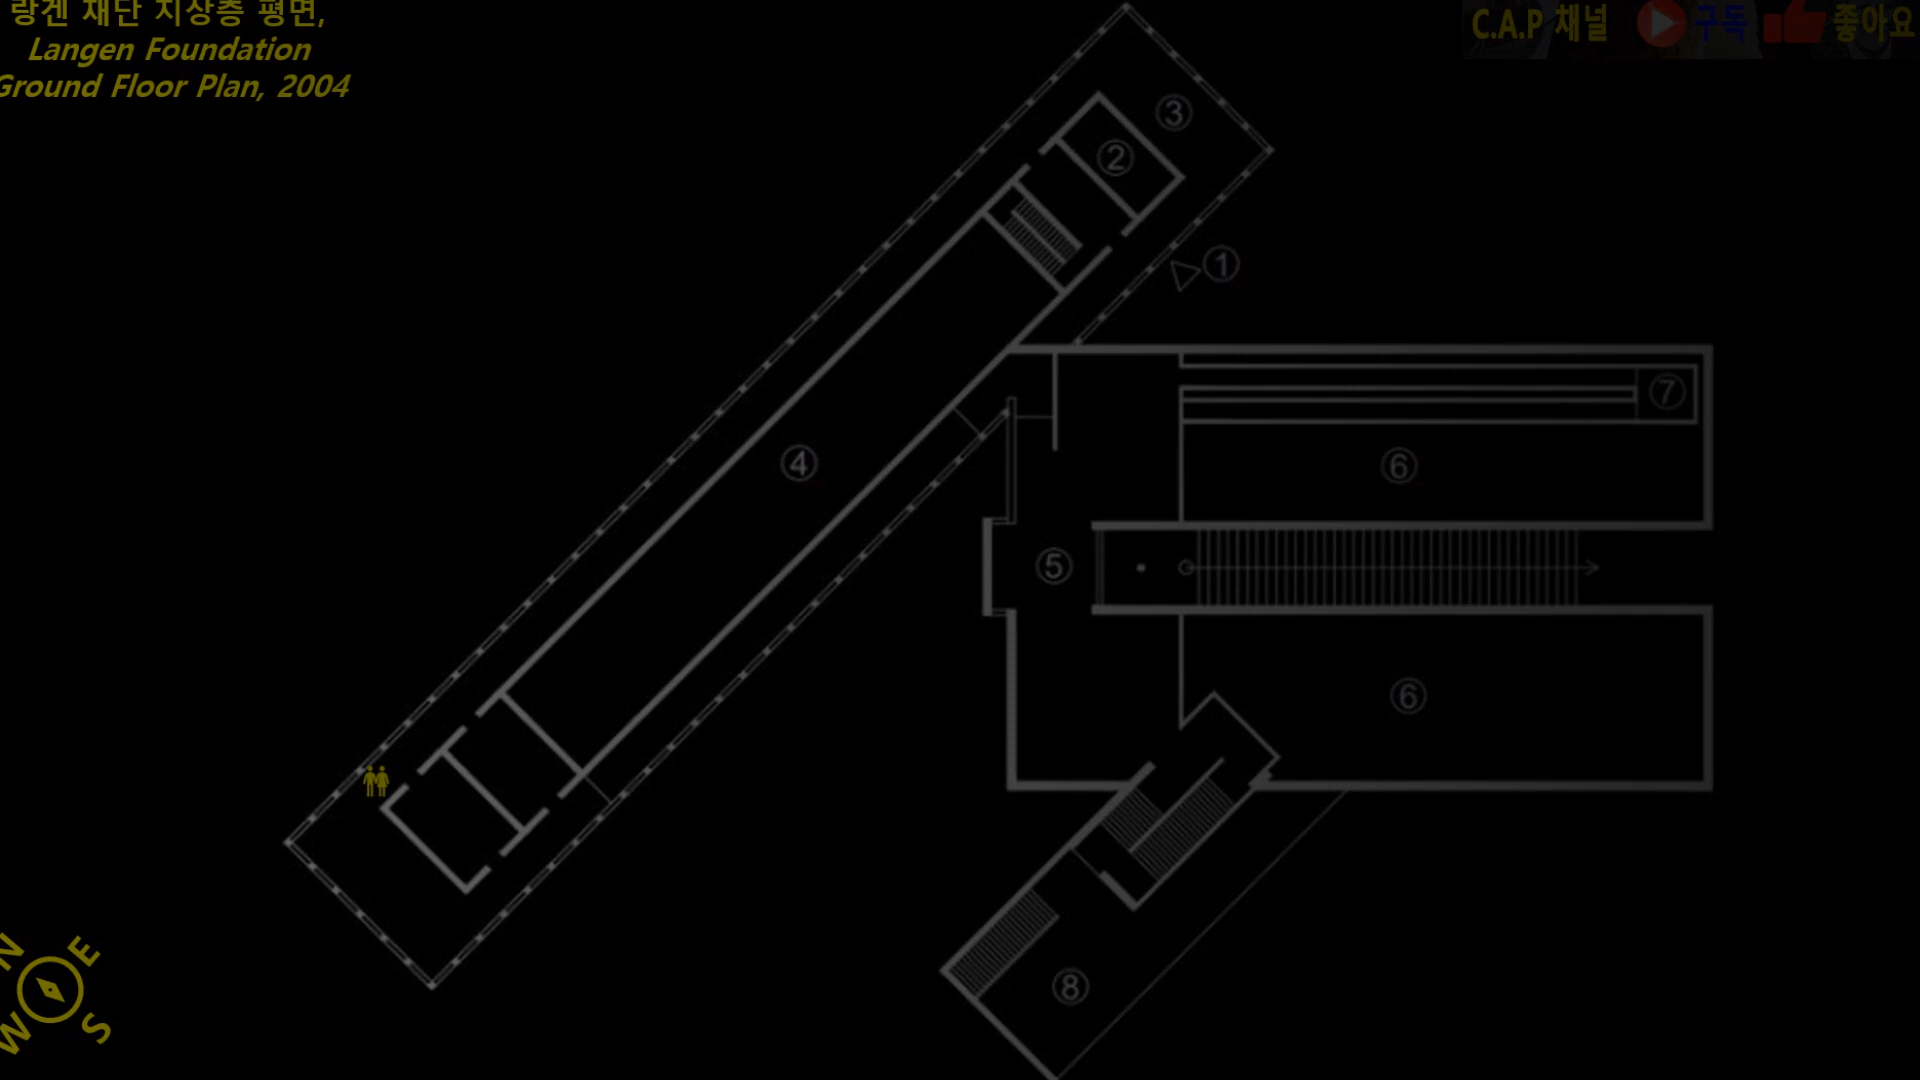 랑겐 재단 지상층 평면,
Langen Foundation
Ground Floor Plan, 2004
C.A.P 채널 구독 좋아요
③
②
①
⑦
④
⑥
⑤
⑥
⑧
N E
W S